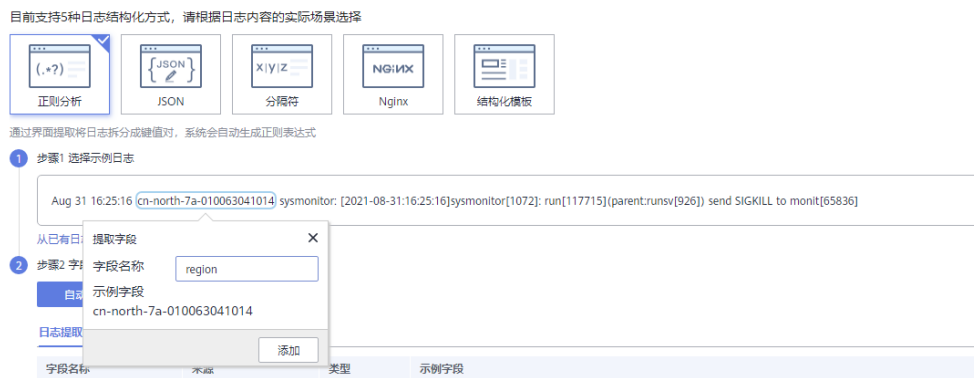 目前支持5种日志结构化方式，请根据日志内容的实际场景选择
(.*?)
JSON
X|Y|Z
NGiNX
正则分析
JSON
分隔符
Nginx
结构化模板
通过界面提取将日志拆分成键值对，系统会自动生成正则表达式
1 步骤1 选择示例日志
Aug 31 16:25:16 cn-north-7a-010063041014 sysmonitor: [2021-08-31:16:25:16]sysmonitor[1072]: run[117715](parent:runsv[926]) send SIGKILL to monit[65836]
从已有日
提取字段
字段名称 region
示例字段
cn-north-7a-010063041014
添加
2 步骤2 字
自动
日志提取
字段名称 来源 类型 示例字段